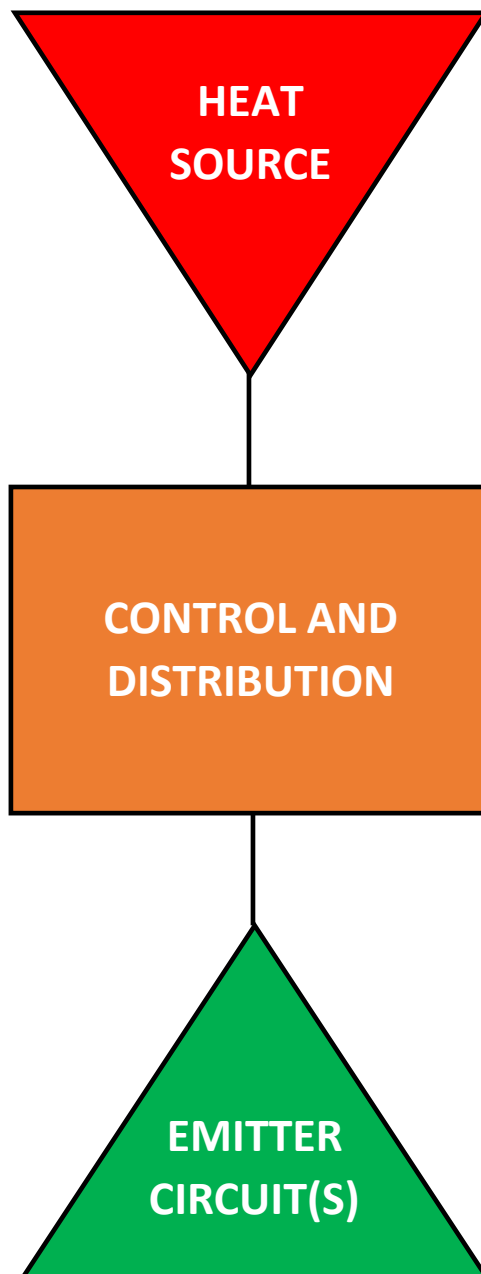 HEAT
SOURCE
CONTROL AND
DISTRIBUTION
EMITTER
CIRCUIT(S)